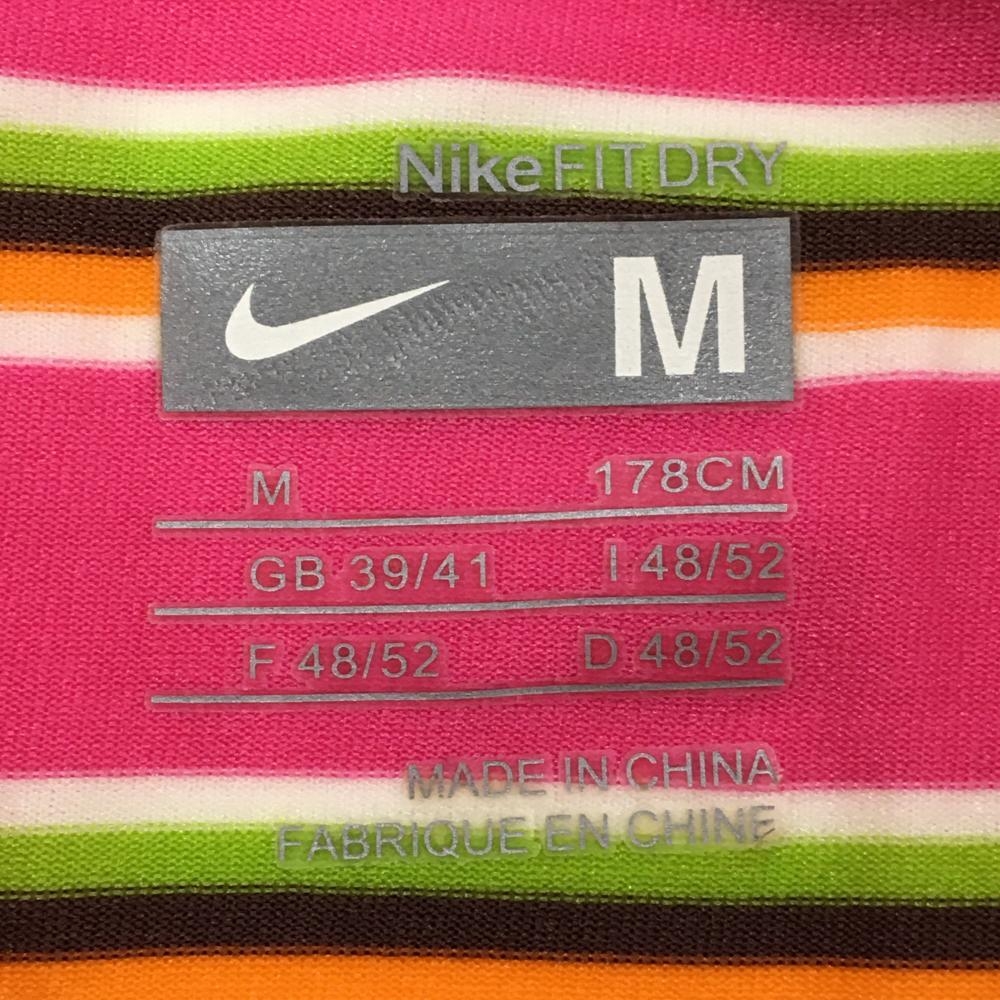 Nike FIT DRY
M
M 178CM
GB 39/41 I 48/52
F 48/52 D 48/52
MADE IN CHINA
FABRIQUE EN CHINE